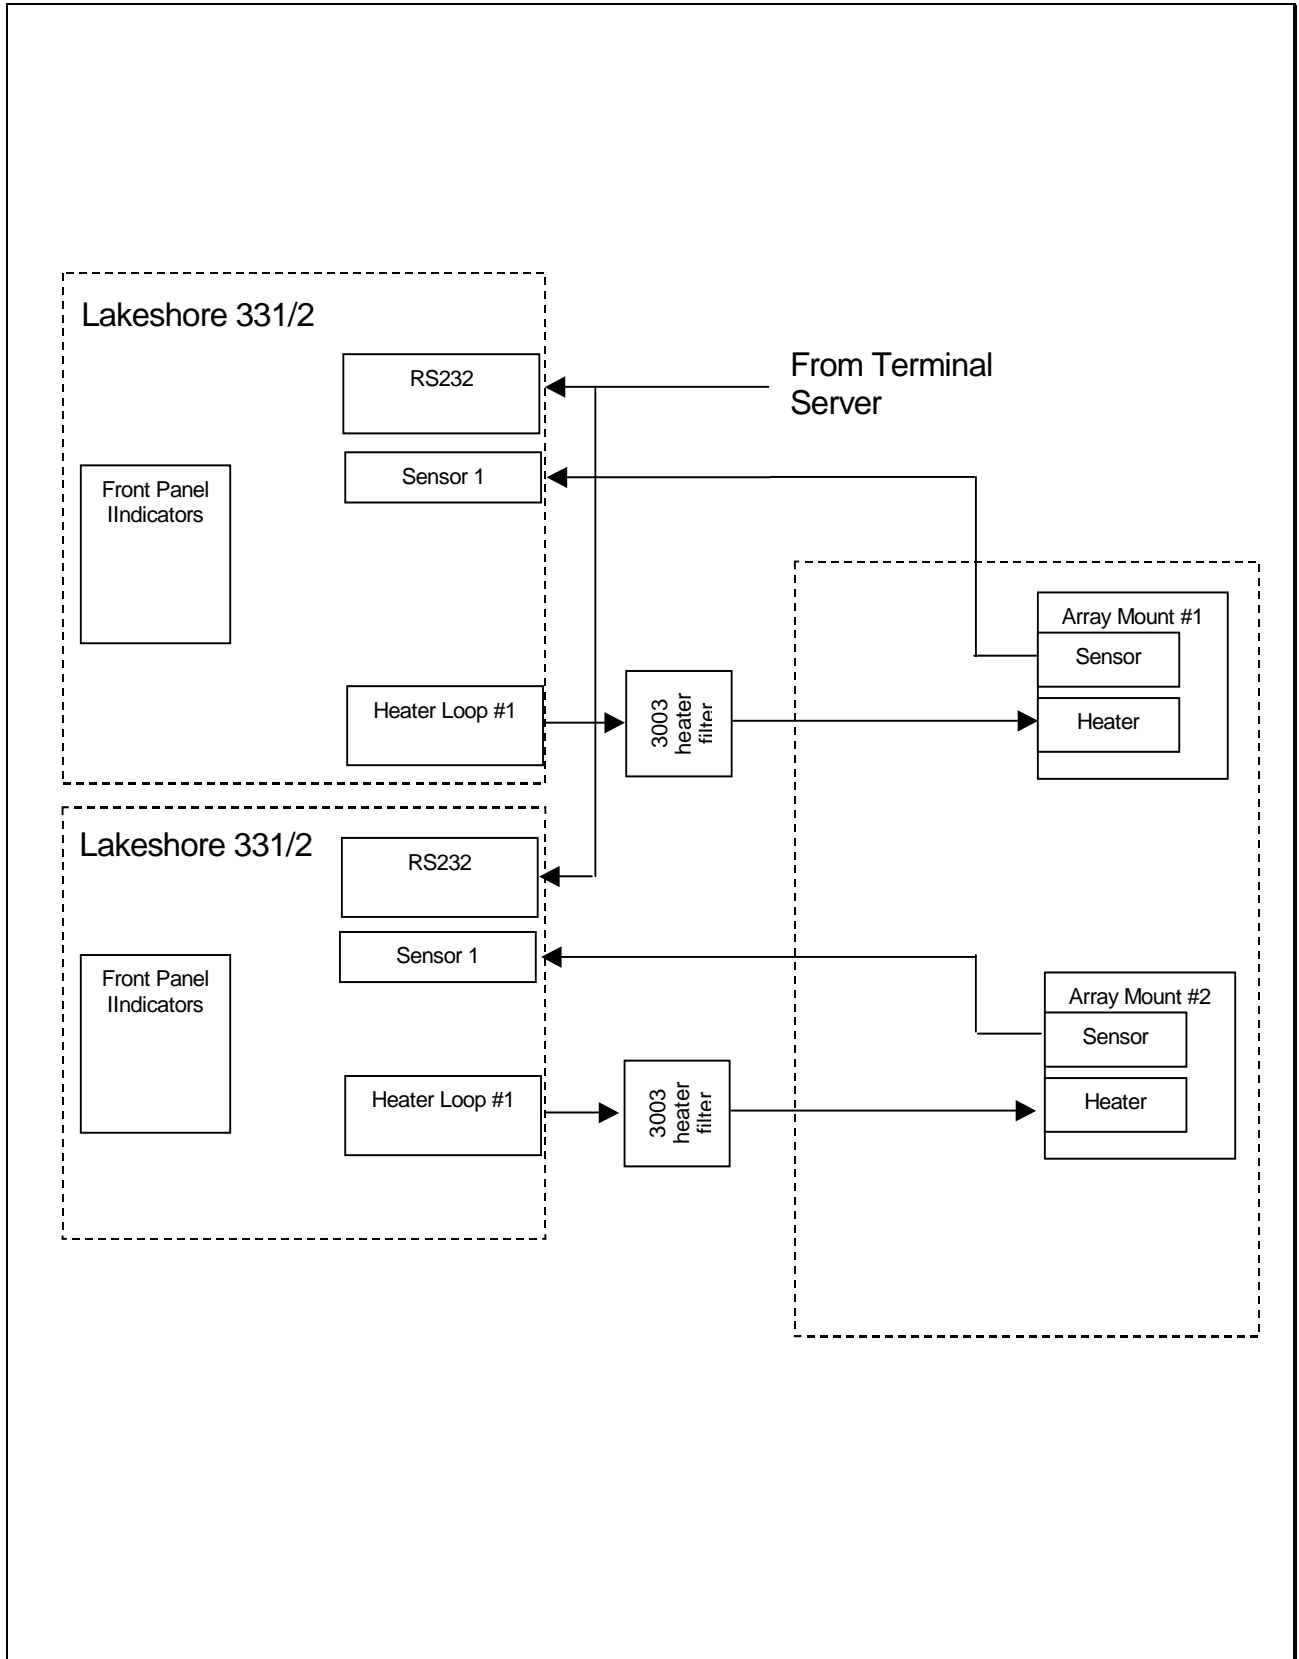 Lakeshore 331/2
RS232
From Terminal
Server
Sensor 1
Front Panel
IIndicators
Array Mount #1
Sensor
Heater Loop #1
3003
heater
filter
Heater
Lakeshore 331/2
RS232
Sensor 1
Front Panel
IIndicators
Array Mount #2
Sensor
Heater Loop #1
3003
heater
filter
Heater